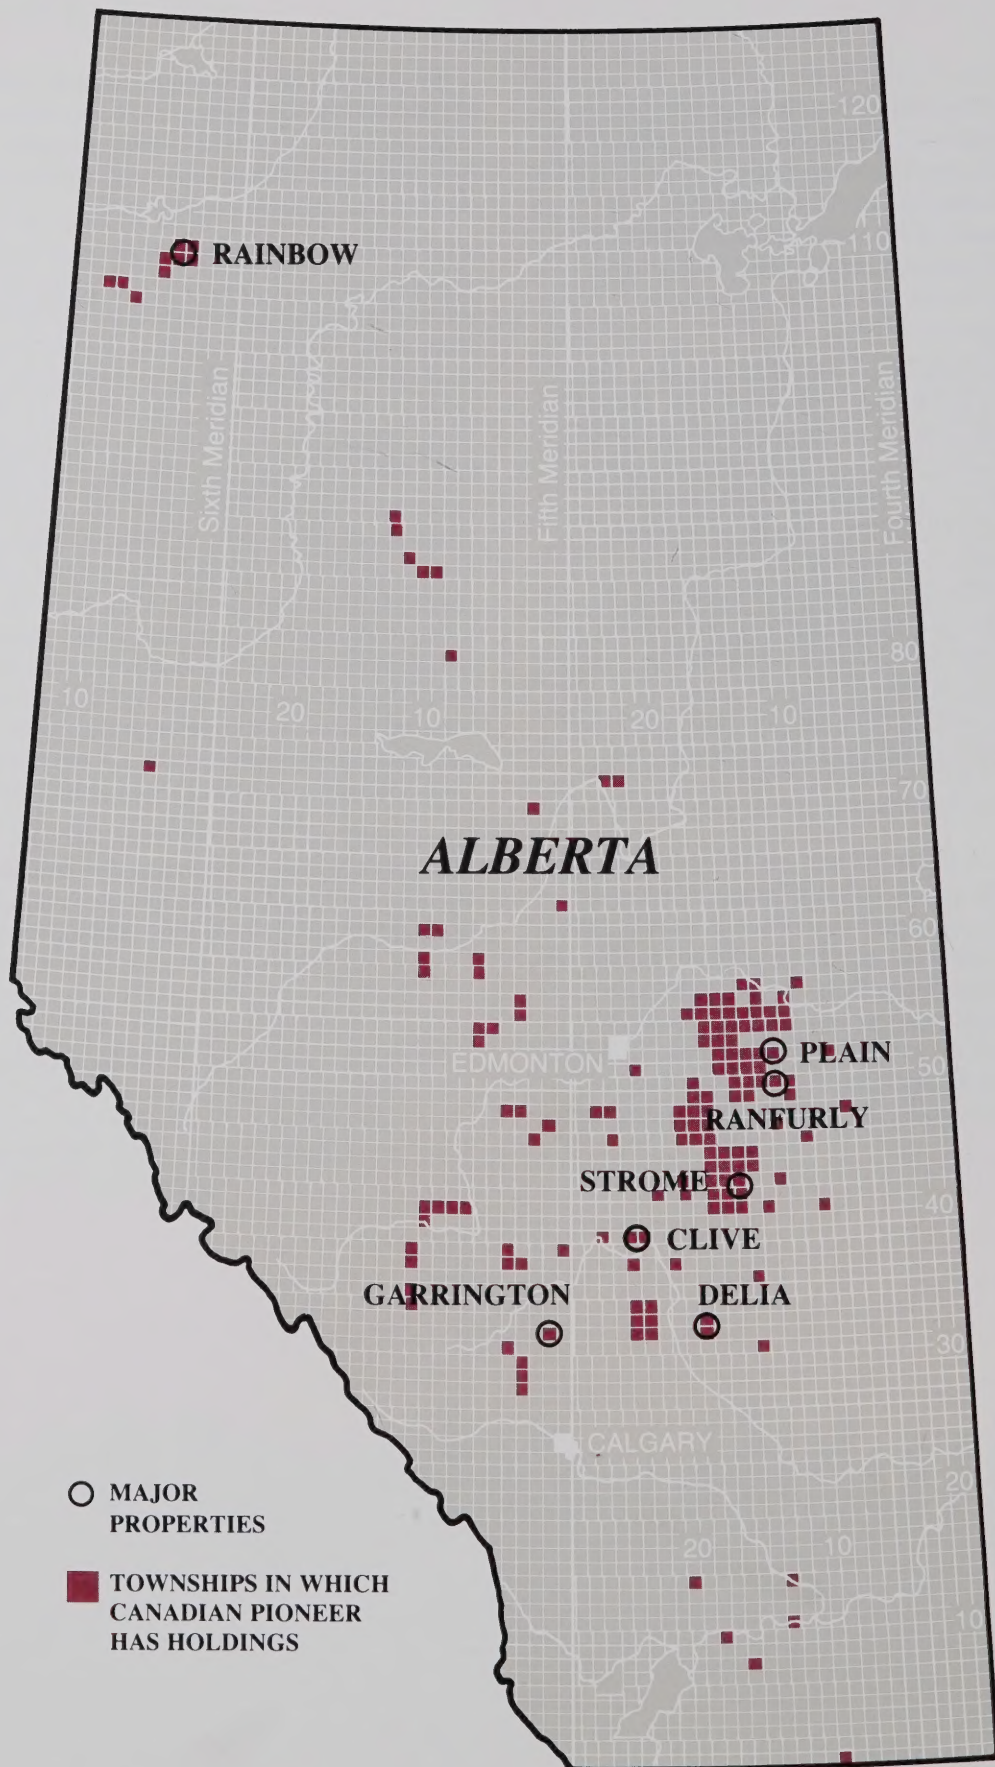 120
110
RAINBOW
Sixth Meridian
Fifth Meridian
Fourth Meridian
80
10
20
10
20
10
70
ALBERTA
60
EDMONTON
PLAIN
50
RANFURLY
STROME
40
CLIVE
GARRINGTON
DELIA
30
CALGARY
20
MAJOR
PROPERTIES
20
10
TOWNSHIPS IN WHICH
CANADIAN PIONEER
HAS HOLDINGS
10